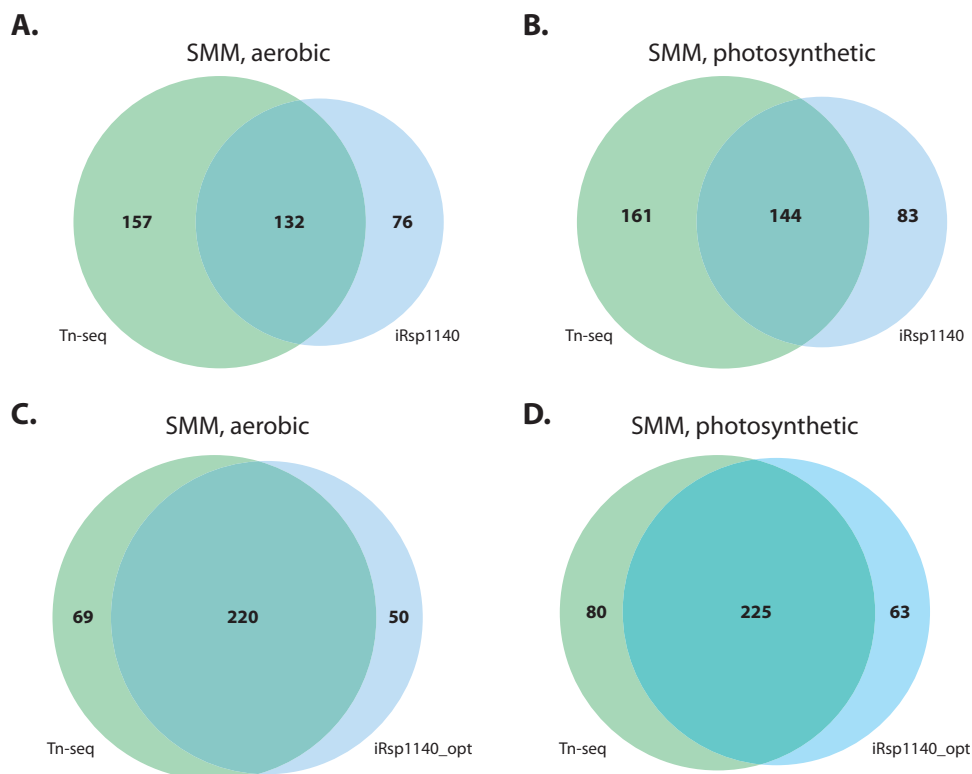 A.
SMM, aerobic
157
132
76
Tn-seq
iRsp1140
B.
SMM, photosynthetic
161
144
83
Tn-seq
iRsp1140
C.
SMM, aerobic
69
220
50
Tn-seq
iRsp1140_opt
D.
SMM, photosynthetic
80
225
63
Tn-seq
iRsp1140_opt